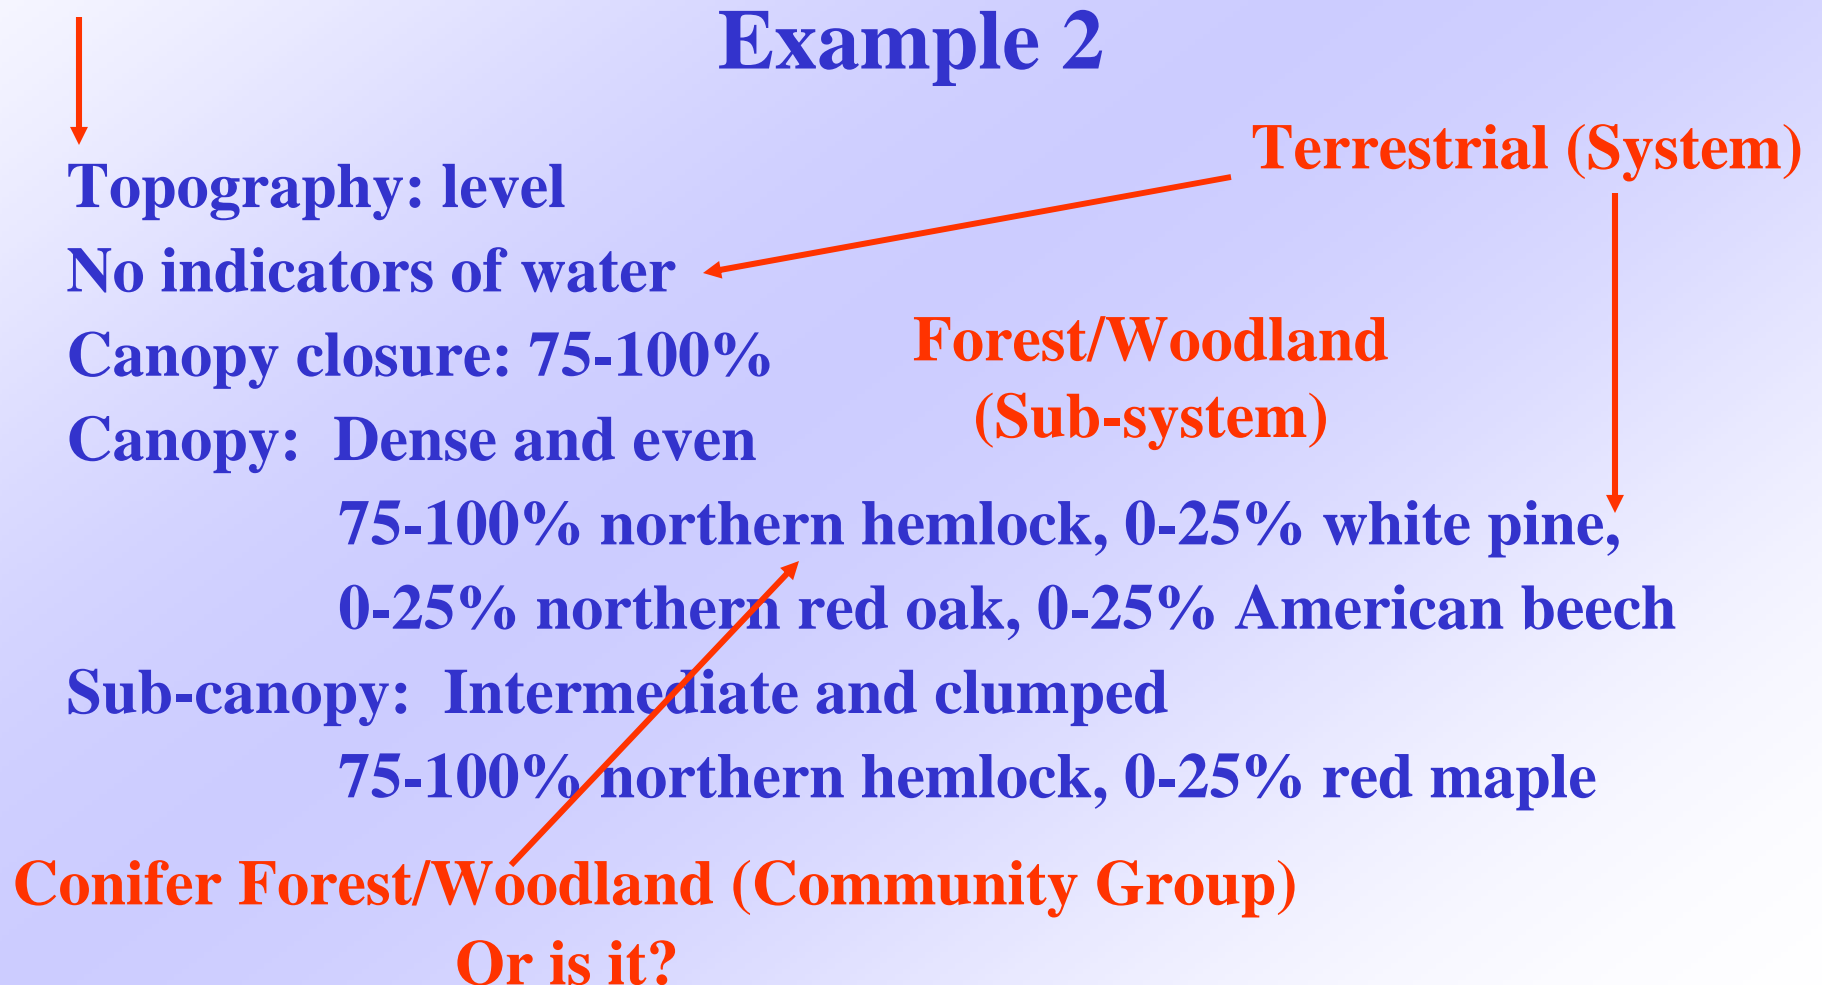 Example 2
Terrestrial (System)
Topography: level
No indicators of water
Forest/Woodland
(Sub-system)
Canopy closure: 75-100%
Canopy: Dense and even
75-100% northern hemlock, 0-25% white pine,
0-25% northern red oak, 0-25% American beech
Sub-canopy: Intermediate and clumped
75-100% northern hemlock, 0-25% red maple
Conifer Forest/Woodland (Community Group)
Or is it?